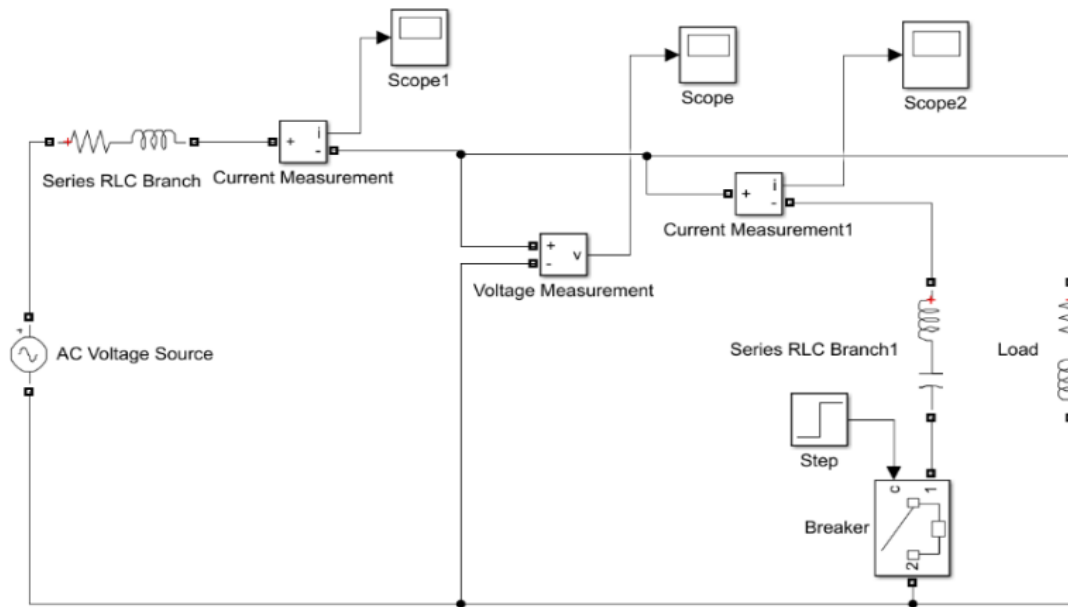 Scope1
Scope
Scope2
+
i
-
Series RLC Branch
Current Measurement
+
i
-
Current Measurement1
+
-
v
Voltage Measurement
+
AC Voltage Source
Series RLC Branch1
Load
Step
c
1
Breaker
2